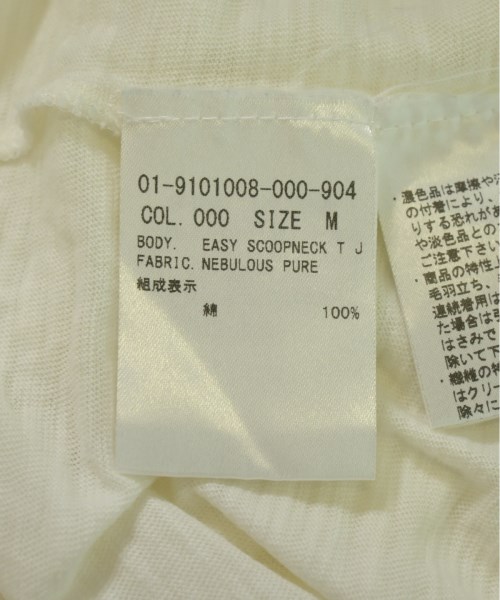 01-9101008-000-904
COL. 000 SIZE M
BODY. EASY SCOOPNECK T J
FABRIC. NEBULOUS PURE
組成表示
綿 100%
・濃色品は摩擦や
の付着により、
りする恐れがあ
や淡色品との
ご注意下さい
・商品の特性
毛羽立ち、
連続着用は
た場合は引
はさみで
除いて下
・繊維の特
はクリー
除々に